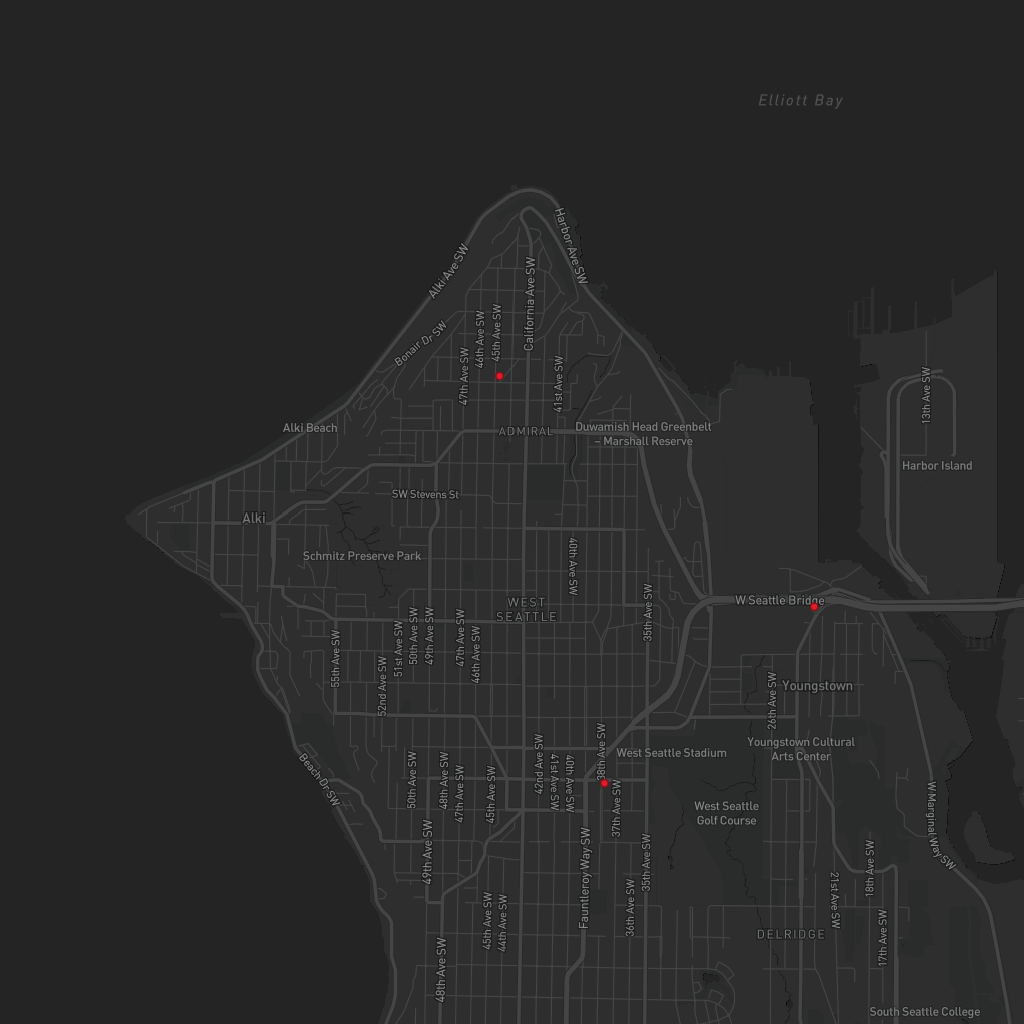 Elliott Bay
Harbor Ave SW
Alki Ave SW
California Ave SW
45th Ave SW
46th Ave SW
Bonair Dr SW
47th Ave SW
41st Ave SW
13th Ave SW
Alki Beach
ADMIRAL
Duwamish Head Greenbelt
– Marshall Reserve
Harbor Island
SW Stevens St
Alki
Schmitz Preserve Park
40th Ave SW
WEST
SEATTLE
35th Ave SW
W Seattle Bridge
50th Ave SW
49th Ave SW
47th Ave SW
51st Ave SW
46th Ave SW
55th Ave SW
52nd Ave SW
26th Ave SW
Youngstown
Youngstown Cultural
Arts Center
38th Ave SW
West Seattle Stadium
42nd Ave SW
41st Ave SW
40th Ave SW
Beach Dr SW
50th Ave SW
48th Ave SW
47th Ave SW
45th Ave SW
37th Ave SW
West Seattle
Golf Course
W Marginal Way SW
49th Ave SW
Fauntleroy Way SW
35th Ave SW
18th Ave SW
21st Ave SW
36th Ave SW
45th Ave SW
44th Ave SW
17th Ave SW
DELRIDGE
48th Ave SW
South Seattle College